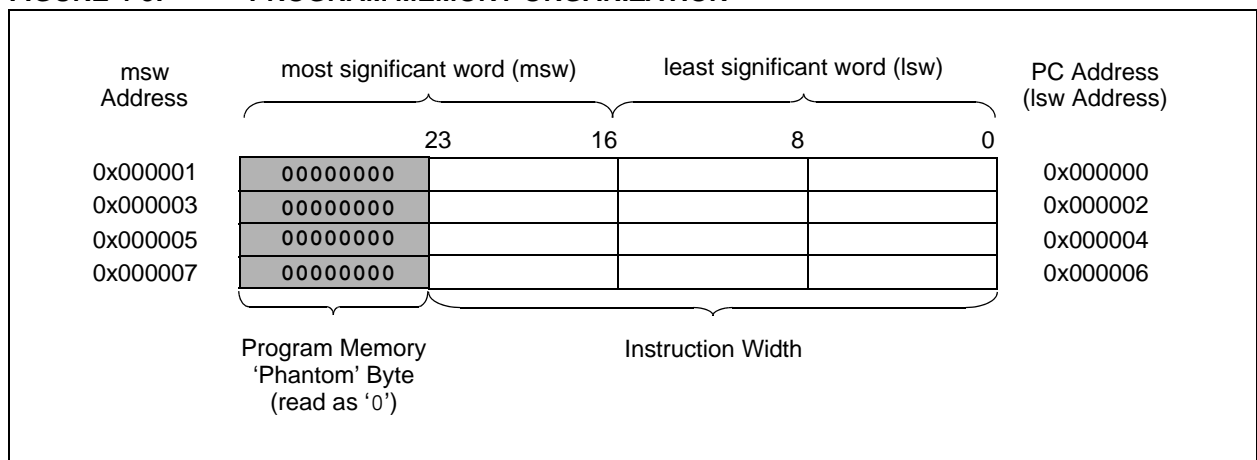 msw
Address
most significant word (msw)
least significant word (lsw)
PC Address
(lsw Address)
23 16 8 0
0x000001 00000000 0x000000
0x000003 00000000 0x000002
0x000005 00000000 0x000004
0x000007 00000000 0x000006
Program Memory
‘Phantom’ Byte
(read as ‘0’)
Instruction Width